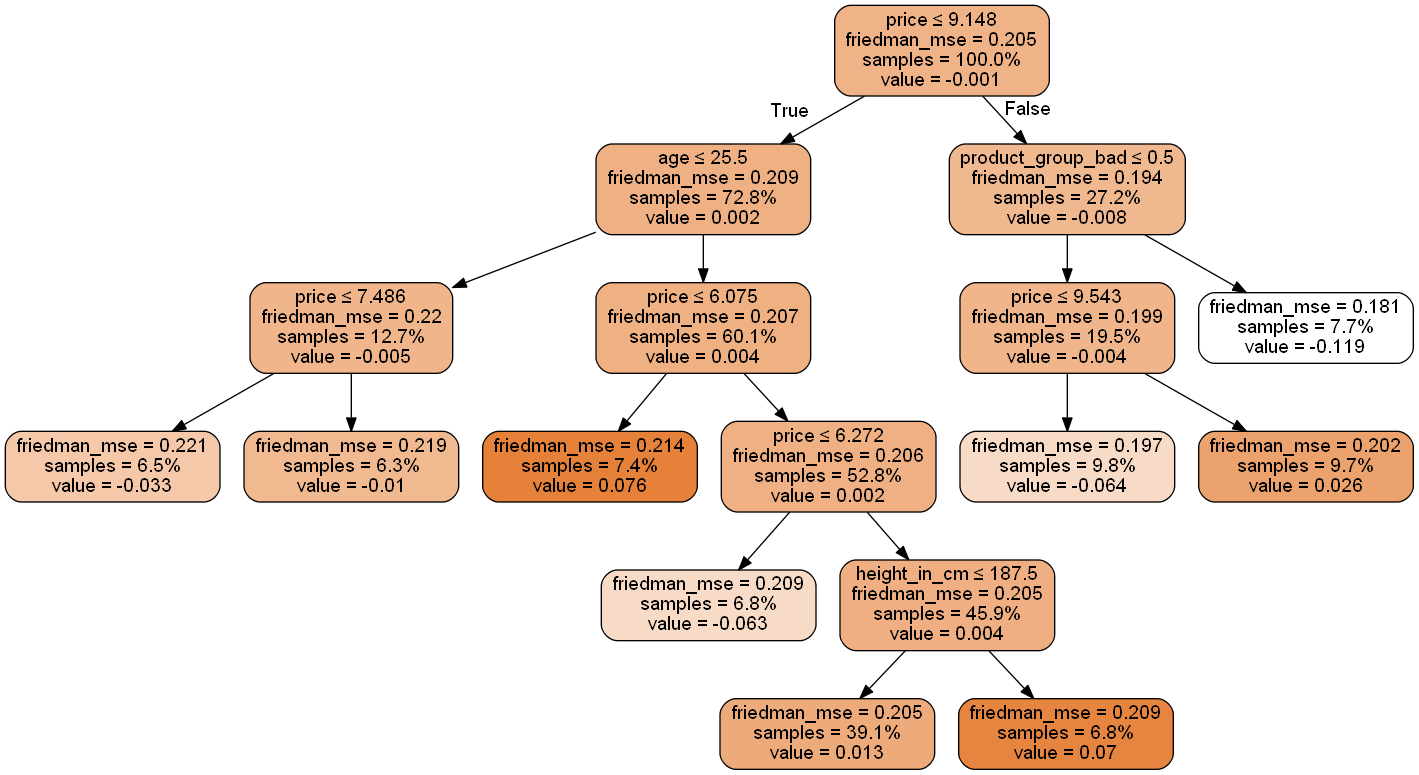 price ≤ 9.148
friedman_mse = 0.205
samples = 100.0%
value = -0.001
True
False
age ≤ 25.5
friedman_mse = 0.209
samples = 72.8%
value = 0.002
product_group_bad ≤ 0.5
friedman_mse = 0.194
samples = 27.2%
value = -0.008
price ≤ 7.486
friedman_mse = 0.22
samples = 12.7%
value = -0.005
price ≤ 6.075
friedman_mse = 0.207
samples = 60.1%
value = 0.004
price ≤ 9.543
friedman_mse = 0.199
samples = 19.5%
value = -0.004
friedman_mse = 0.181
samples = 7.7%
value = -0.119
friedman_mse = 0.221
samples = 6.5%
value = -0.033
friedman_mse = 0.219
samples = 6.3%
value = -0.01
friedman_mse = 0.214
samples = 7.4%
value = 0.076
price ≤ 6.272
friedman_mse = 0.206
samples = 52.8%
value = 0.002
friedman_mse = 0.197
samples = 9.8%
value = -0.064
friedman_mse = 0.202
samples = 9.7%
value = 0.026
friedman_mse = 0.209
samples = 6.8%
value = -0.063
height_in_cm ≤ 187.5
friedman_mse = 0.205
samples = 45.9%
value = 0.004
friedman_mse = 0.205
samples = 39.1%
value = 0.013
friedman_mse = 0.209
samples = 6.8%
value = 0.07